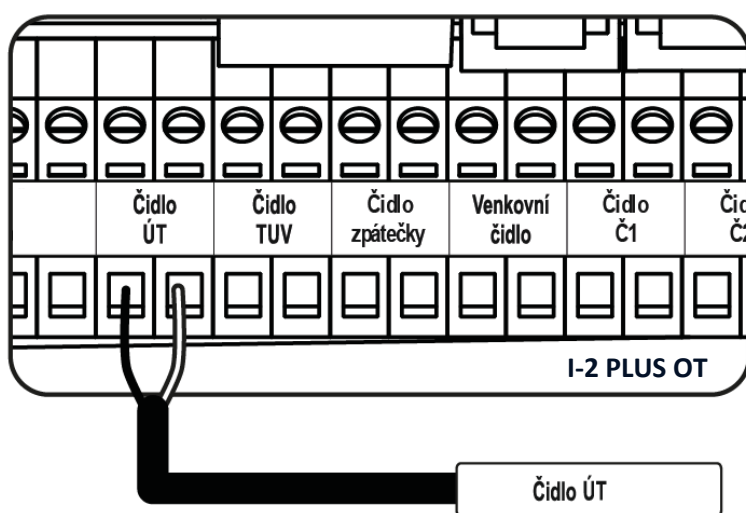 Čidlo
ÚT
Čidlo
TUV
Čidlo
zpátečky
Venkovní
čidlo
Čidlo
Č1
I-2 PLUS OT
Čidlo ÚT